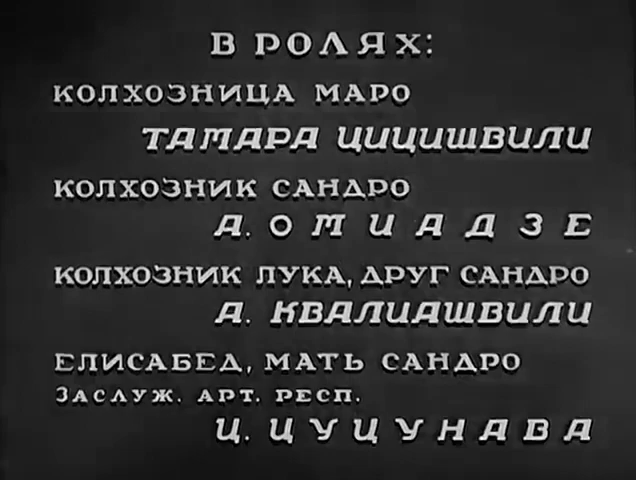 В РОЛЯХ:
КОЛХОЗНИЦА МАРО
ТАМАРА ЦИЦИШВИЛИ
КОЛХОЗНИК САНДРО
А. ОМИАДЗЕ
КОЛХОЗНИК ЛУКА, ДРУГ САНДРО
А. КВАЛИАШВИЛИ
ЕЛИСАБЕД, МАТЬ САНДРО
ЗАСЛУЖ. АРТ. РЕСП.
Ц. ЦУЦУНАВА